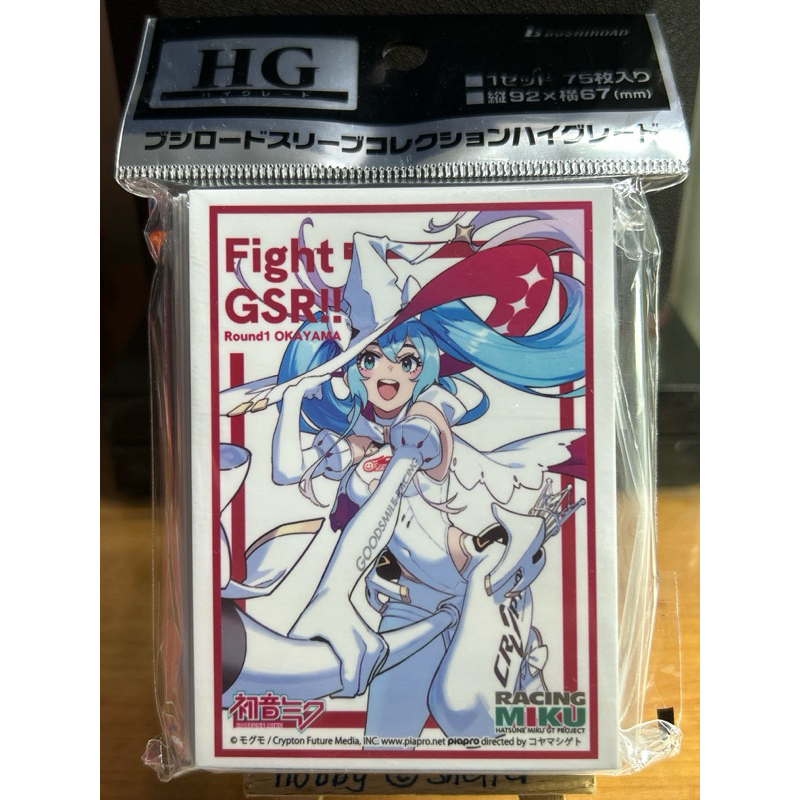 HG
ハイグレード
BUSHIROAD
1セット 75枚入り
縦92×横67(mm)
ブシロードスリーブコレクションハイグレード
Fight
GSR!!
Round1 OKAYAMA
GOODSMILE RACING
初音ミク
HATSUNE MIKU
RACING
MIKU
HATSUNE MIKU GT PROJECT
© モグモ / Crypton Future Media, INC. www.piapro.net piapro directed by コヤマシゲト
hobby @